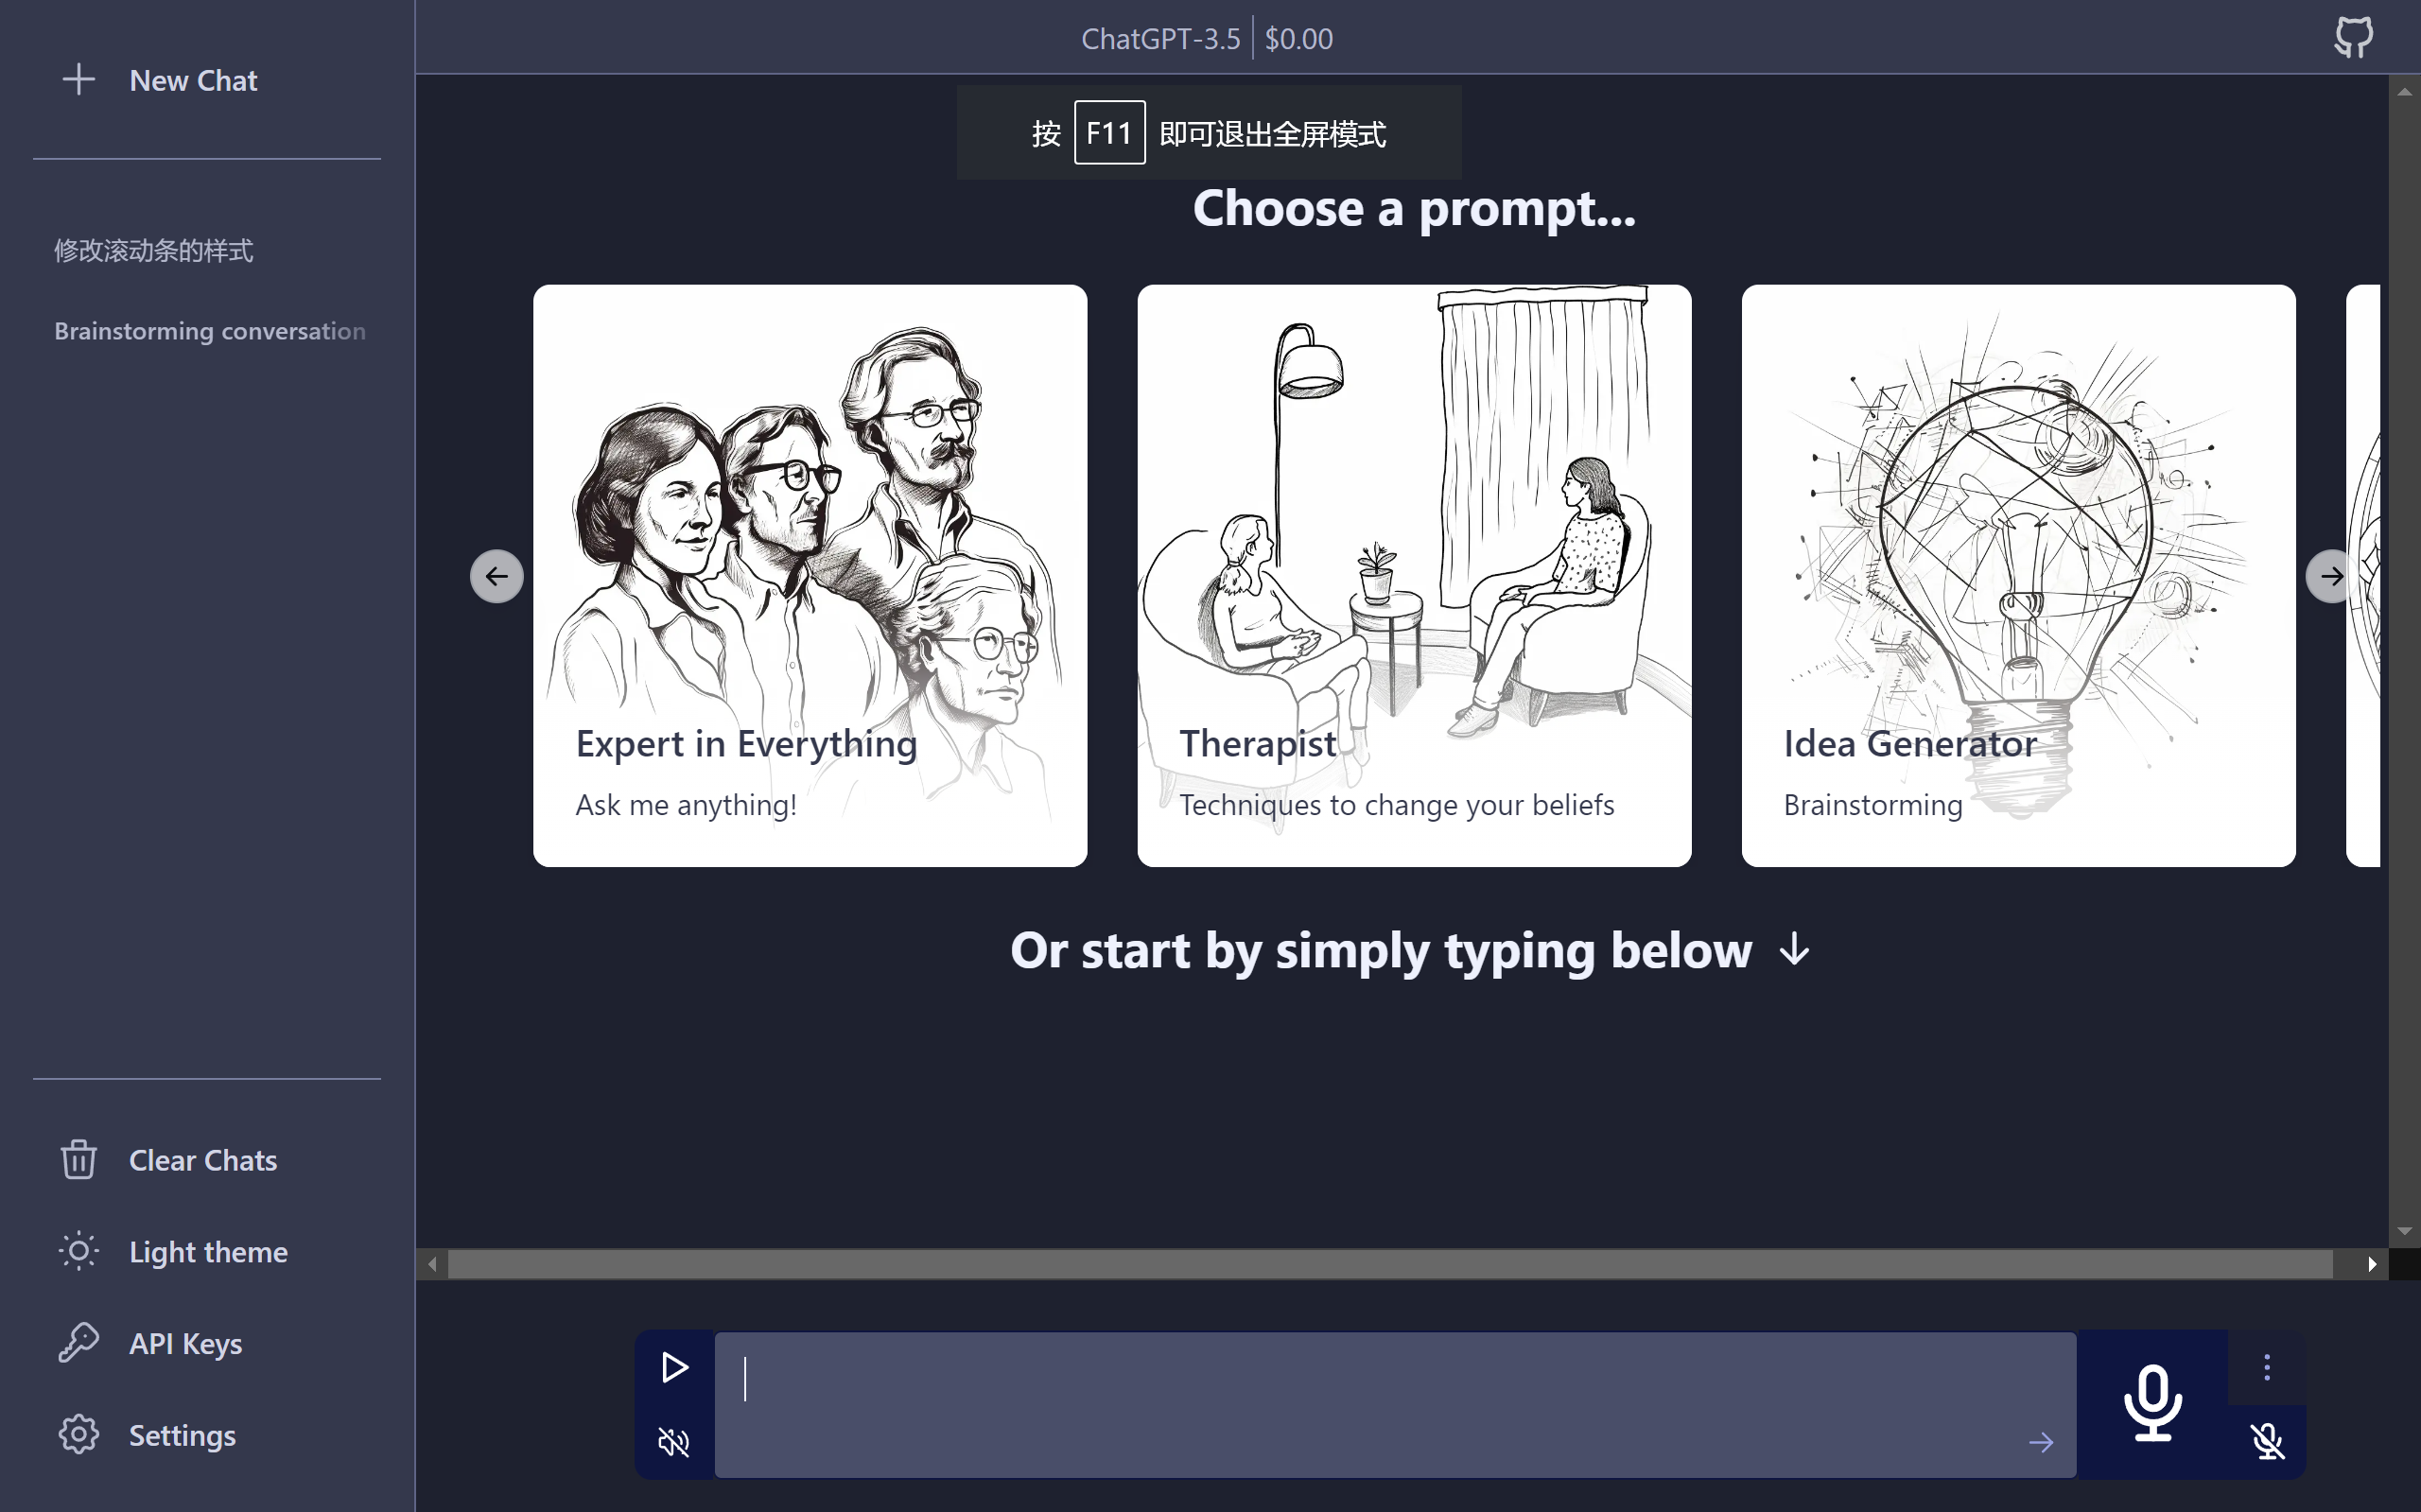 New Chat
修改滚动条的样式
Brainstorming conversation
Clear Chats
Light theme
API Keys
Settings
ChatGPT-3.5 $0.00
按 F11 即可退出全屏模式
Choose a prompt...
Expert in Everything
Ask me anything!
Therapist
Techniques to change your beliefs
Idea Generator
Brainstorming
Or start by simply typing below ↓